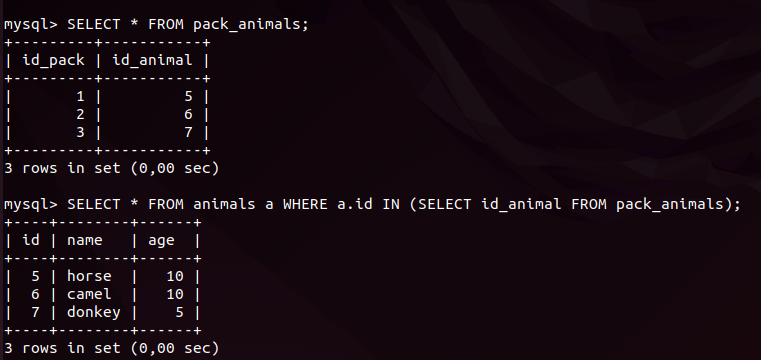 mysql> SELECT * FROM pack_animals;
+---------+-----------+
| id_pack | id_animal |
+---------+-----------+
|       1 |         5 |
|       2 |         6 |
|       3 |         7 |
+---------+-----------+
3 rows in set (0,00 sec)
mysql> SELECT * FROM animals a WHERE a.id IN (SELECT id_animal FROM pack_animals);
+----+--------+------+
| id | name   | age  |
+----+--------+------+
|  5 | horse  |   10 |
|  6 | camel  |   10 |
|  7 | donkey |    5 |
+----+--------+------+
3 rows in set (0,00 sec)